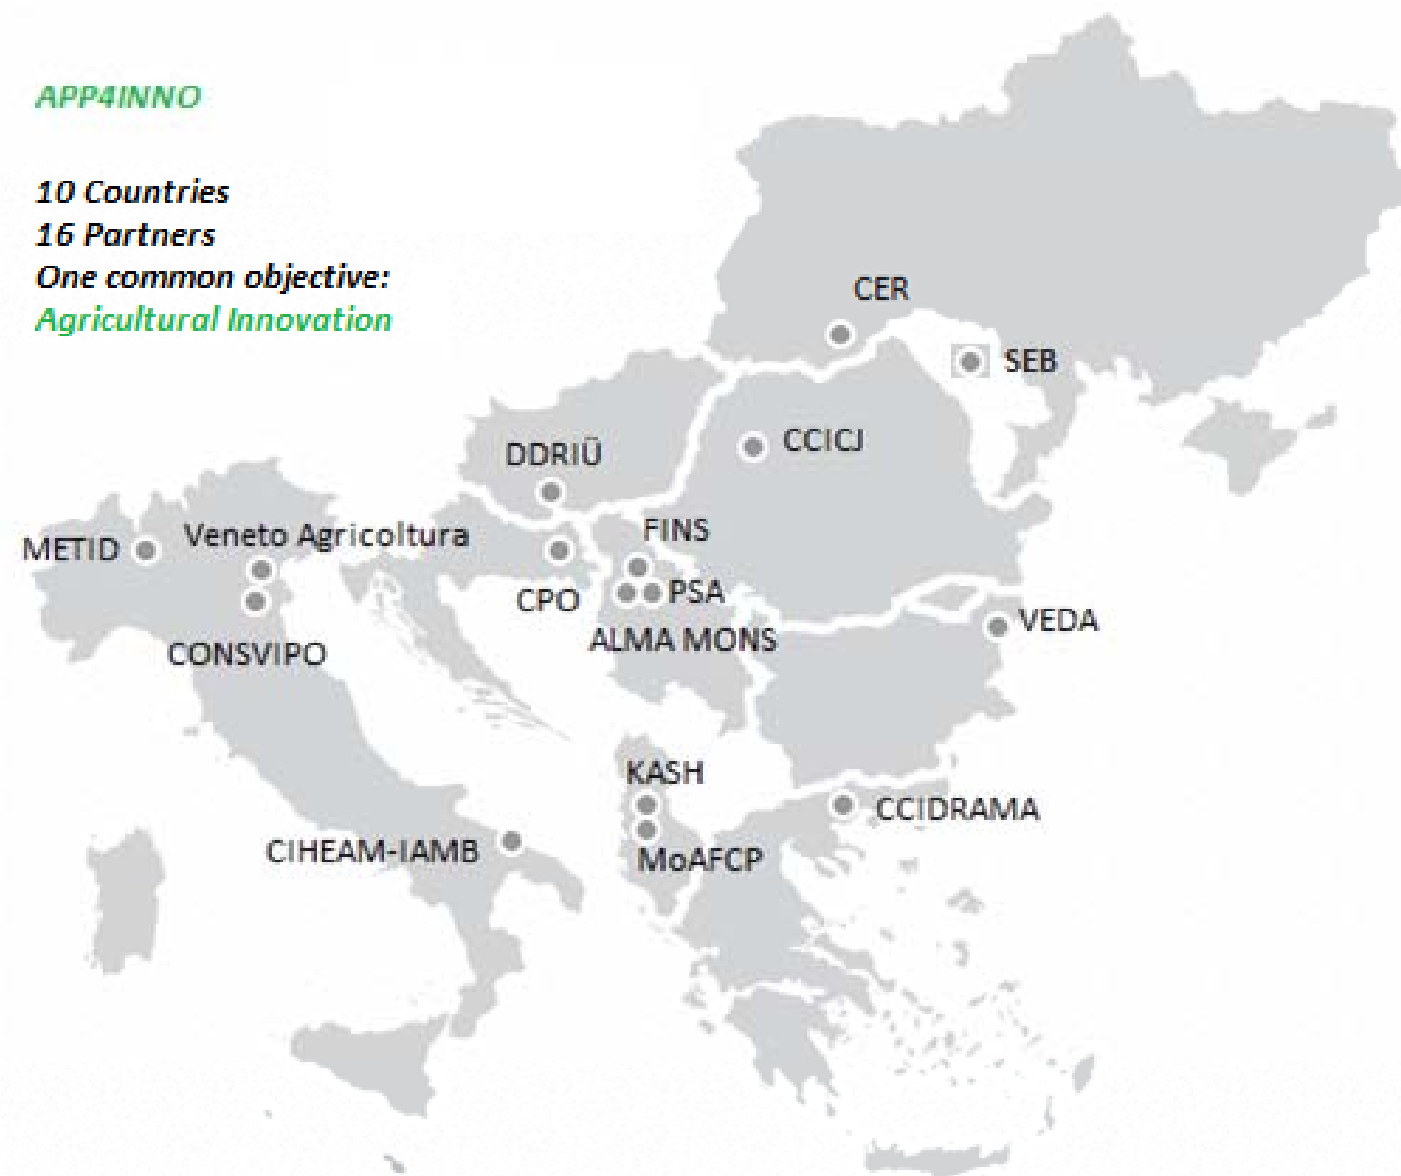 APP4INNO
10 Countries
16 Partners
One common objective:
Agricultural Innovation
CER
SEB
CCICJ
DDRIÜ
FINS
Veneto Agricoltura
METID
PSA
CPO
VEDA
ALMA MONS
CONSVIPO
KASH
CCIDRAMA
CIHEAM-IAMB
MoAFCP